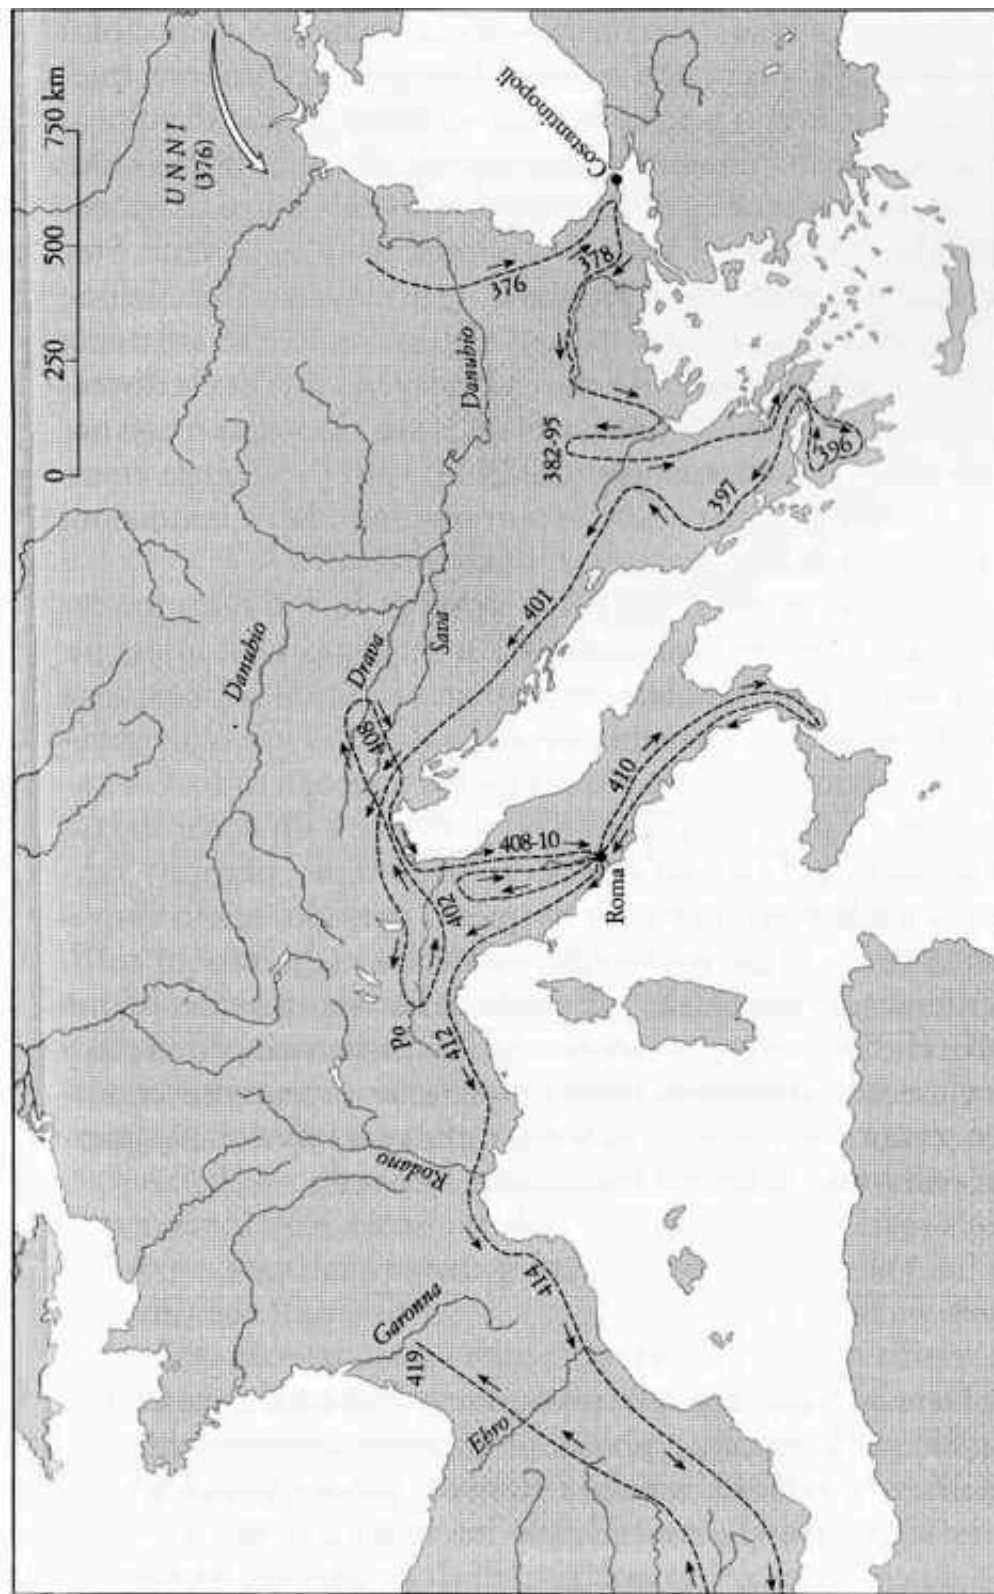 0 250 500 750 km
UNNI
(376)
Costantinopoli
376
378
Danubio
382-95
396
397
401
Danubio
Drava
Sava
408
408-10
402
410
Roma
Po
412
Rodano
414
Garonna
419
Ebro